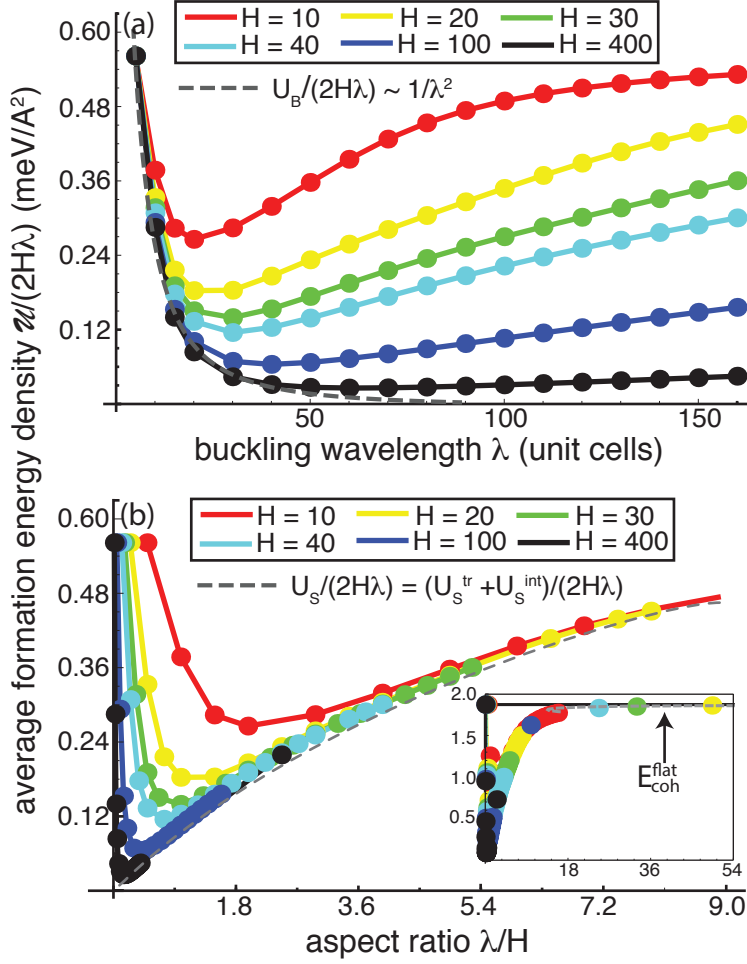 (a)
H = 10 H = 20 H = 30
H = 40 H = 100 H = 400
U_B/(2Hλ) ~ 1/λ²
0.60
0.48
0.36
0.24
0.12
50 100 150
buckling wavelength λ (unit cells)
average formation energy density 𝒰/(2Hλ) (meV/A²)
(b)
H = 10 H = 20 H = 30
H = 40 H = 100 H = 400
U_S/(2Hλ) = (U_S^tr +U_S^int)/(2Hλ)
0.60
0.48
0.36
0.24
0.12
2.0
1.5
1.0
0.5
E_coh^flat
18 36 54
1.8 3.6 5.4 7.2 9.0
aspect ratio λ/H